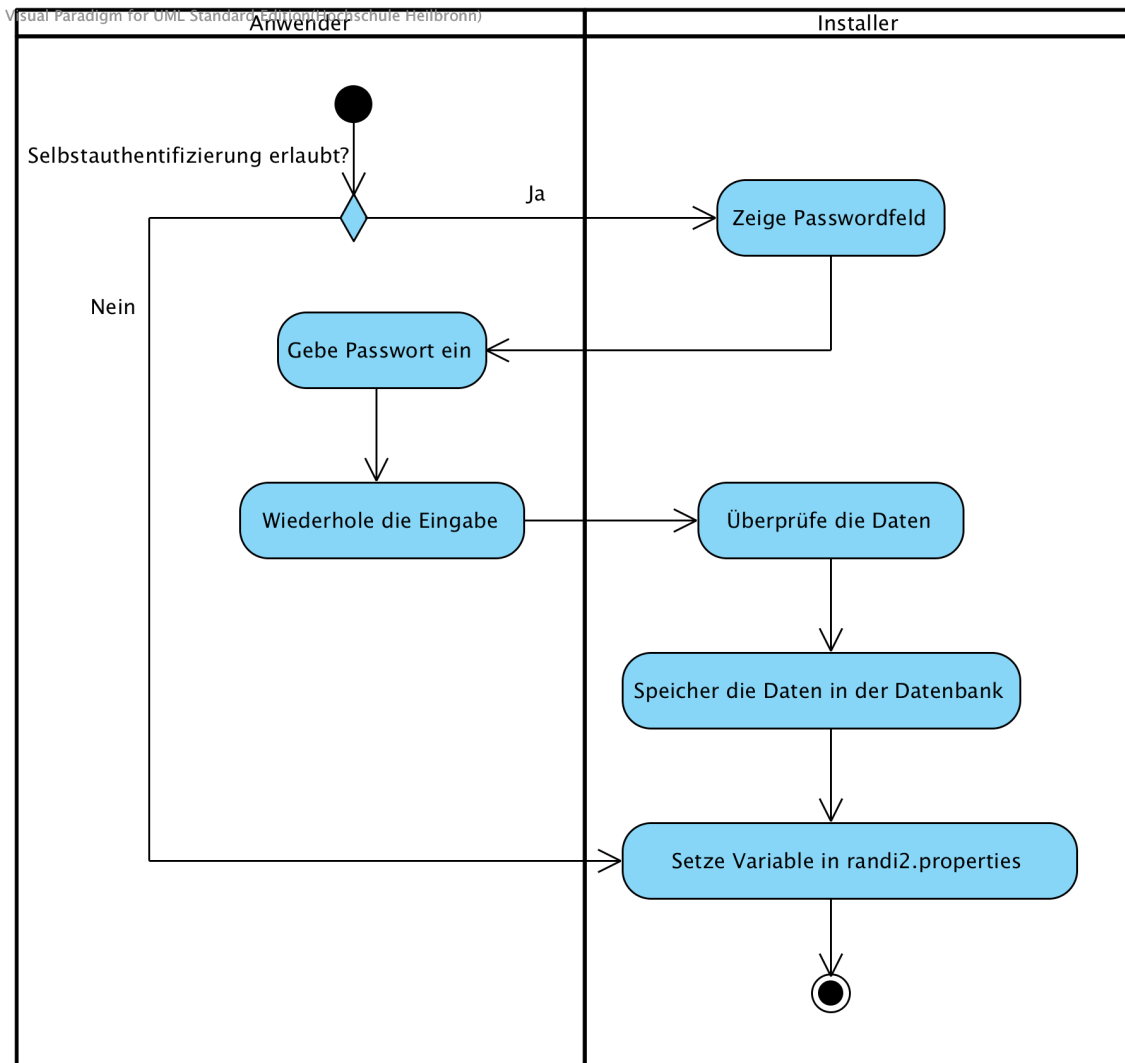 Visual Paradigm for UML Standard Edition(Hochschule Heilbronn)
Anwender
Installer
Selbstauthentifizierung erlaubt?
Ja
Zeige Passwordfeld
Nein
Gebe Passwort ein
Wiederhole die Eingabe
Überprüfe die Daten
Speicher die Daten in der Datenbank
Setze Variable in randi2.properties